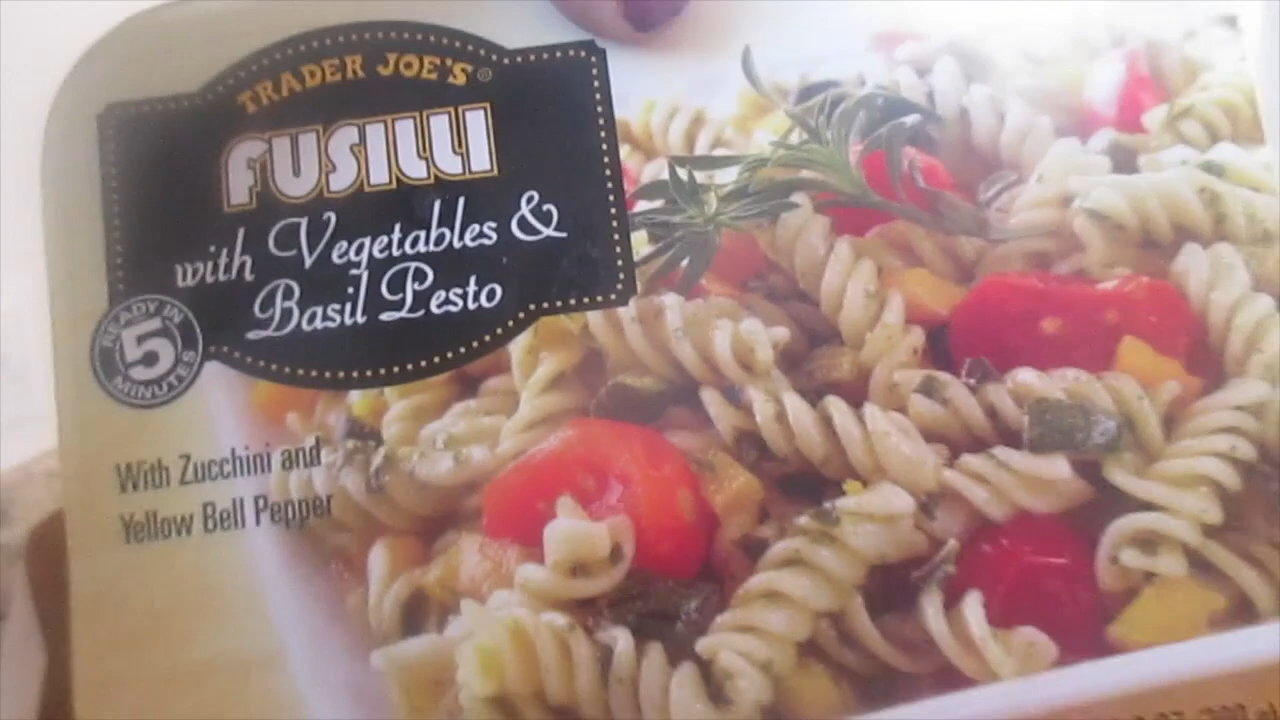 TRADER JOE'S®
FUSILLI
with Vegetables &
Basil Pesto
READY IN
5
MINUTES
With Zucchini and
Yellow Bell Pepper